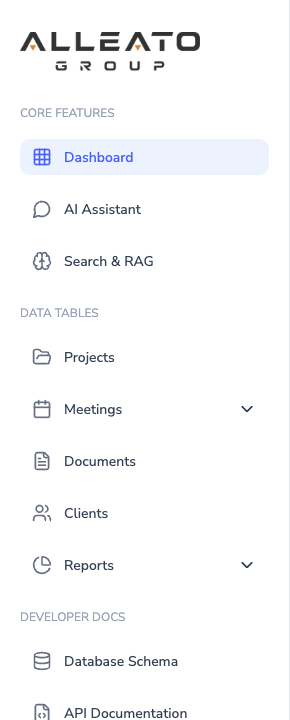 ALLEATO
GROUP
CORE FEATURES
Dashboard
AI Assistant
Search & RAG
DATA TABLES
Projects
Meetings
Documents
Clients
Reports
DEVELOPER DOCS
Database Schema
API Documentation